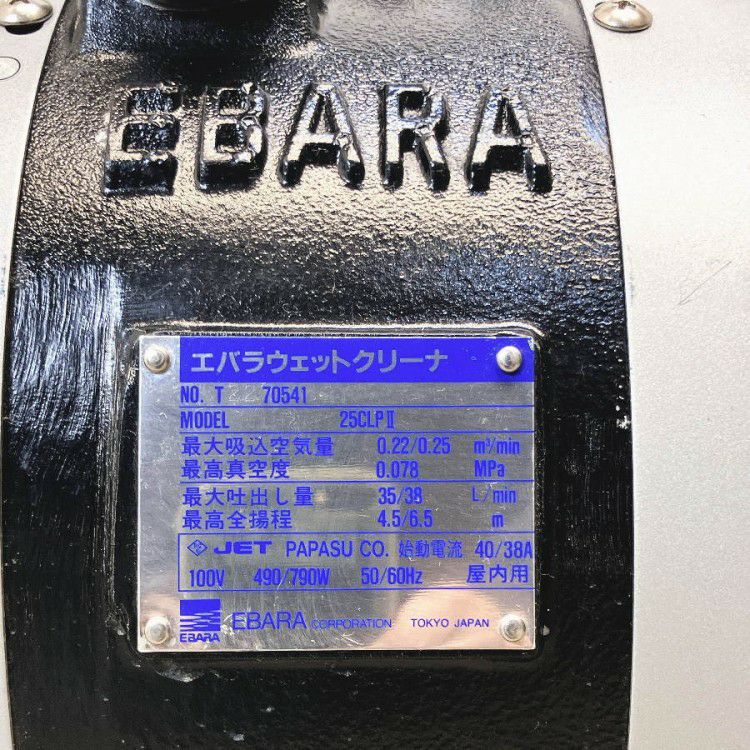 EBARA
エバラウェットクリーナ
NO. T 70541
MODEL 25CLPⅡ
最大吸込空気量 0.22/0.25 m³/min
最高真空度 0.078 MPa
最大吐出し量 35/38 L/min
最高全揚程 4.5/6.5 m
JET PAPASU CO. 始動電流 40/38A
100V 490/790W 50/60Hz 屋内用
EBARA EBARA CORPORATION TOKYO JAPAN